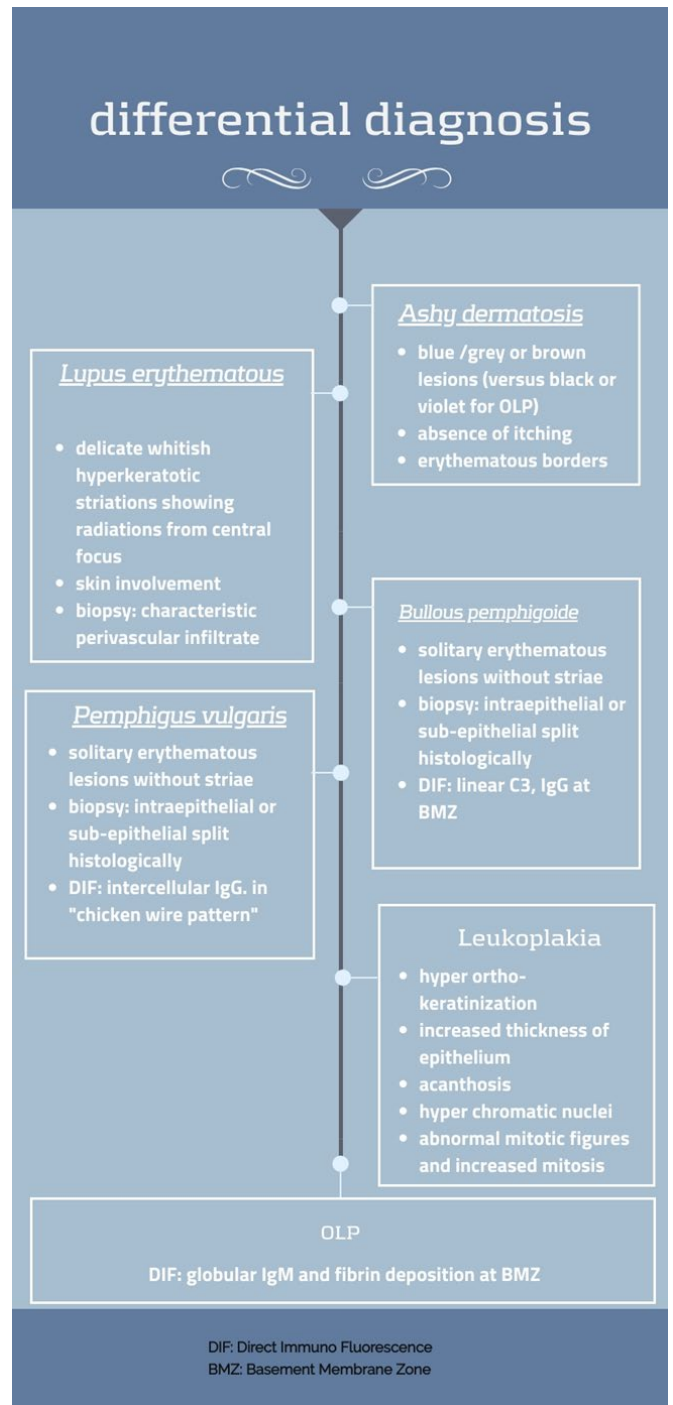 differential diagnosis
Ashy dermatosis
• blue /grey or brown
lesions (versus black or
violet for OLP)
• absence of itching
• erythematous borders
Lupus erythematous
• delicate whitish
hyperkeratotic
striations showing
radiations from central
focus
• skin involvement
• biopsy: characteristic
perivascular infiltrate
Bullous pemphigoide
• solitary erythematous
lesions without striae
• biopsy: intraepithelial or
sub-epithelial split
histologically
• DIF: linear C3, IgG at
BMZ
Pemphigus vulgaris
• solitary erythematous
lesions without striae
• biopsy: intraepithelial or
sub-epithelial split
histologically
• DIF: intercellular IgG. in
"chicken wire pattern"
Leukoplakia
• hyper ortho-
keratinization
• increased thickness of
epithelium
• acanthosis
• hyper chromatic nuclei
• abnormal mitotic figures
and increased mitosis
OLP
DIF: globular IgM and fibrin deposition at BMZ
DIF: Direct Immuno Fluorescence
BMZ: Basement Membrane Zone